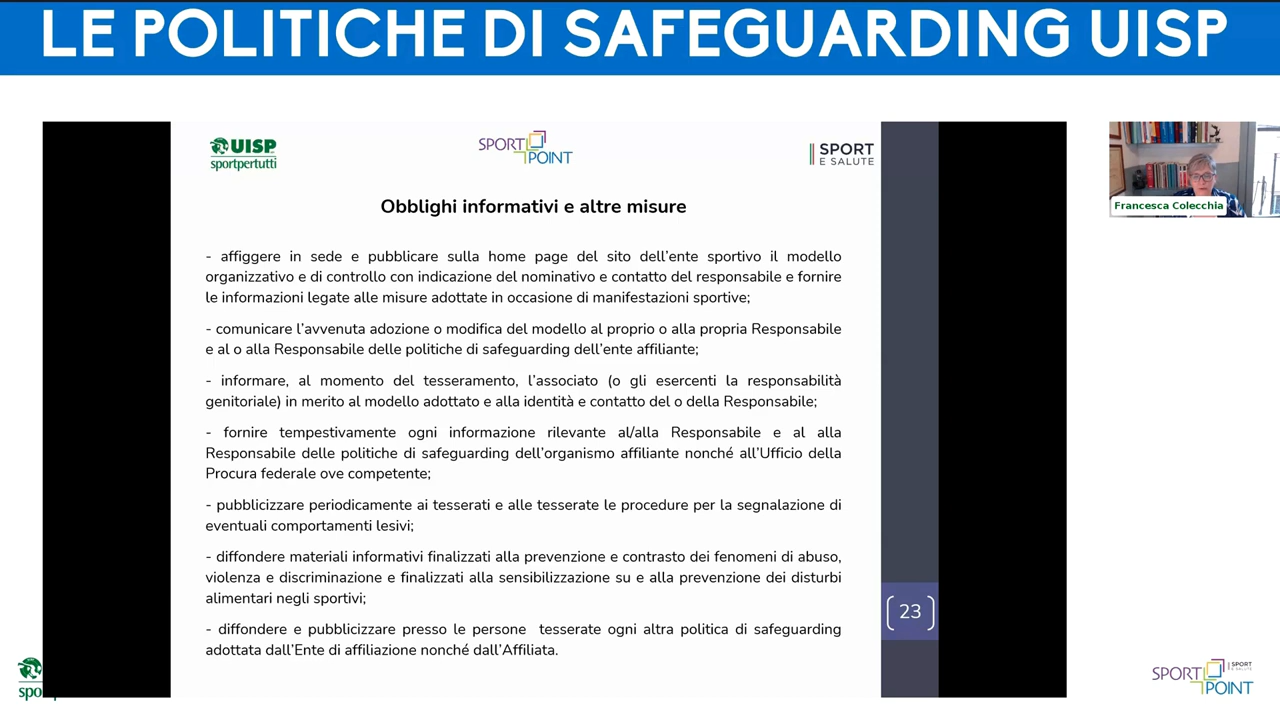 LE POLITICHE DI SAFEGUARDING UISP
UISP
sportpertutti
SPORT
POINT
SPORT
E SALUTE
Obblighi informativi e altre misure
- affiggere in sede e pubblicare sulla home page del sito dell’ente sportivo il modello
organizzativo e di controllo con indicazione del nominativo e contatto del responsabile e fornire
le informazioni legate alle misure adottate in occasione di manifestazioni sportive;
- comunicare l’avvenuta adozione o modifica del modello al proprio o alla propria Responsabile
e al o alla Responsabile delle politiche di safeguarding dell’ente affiliante;
- informare, al momento del tesseramento, l’associato (o gli esercenti la responsabilità
genitoriale) in merito al modello adottato e alla identità e contatto del o della Responsabile;
- fornire tempestivamente ogni informazione rilevante al/alla Responsabile e al alla
Responsabile delle politiche di safeguarding dell’organismo affiliante nonché all’Ufficio della
Procura federale ove competente;
- pubblicizzare periodicamente ai tesserati e alle tesserate le procedure per la segnalazione di
eventuali comportamenti lesivi;
- diffondere materiali informativi finalizzati alla prevenzione e contrasto dei fenomeni di abuso,
violenza e discriminazione e finalizzati alla sensibilizzazione su e alla prevenzione dei disturbi
alimentari negli sportivi;
- diffondere e pubblicizzare presso le persone tesserate ogni altra politica di safeguarding
adottata dall’Ente di affiliazione nonché dall’Affiliata.
23
Francesca Colecchia
SPORT
POINT
SPORT
E SALUTE